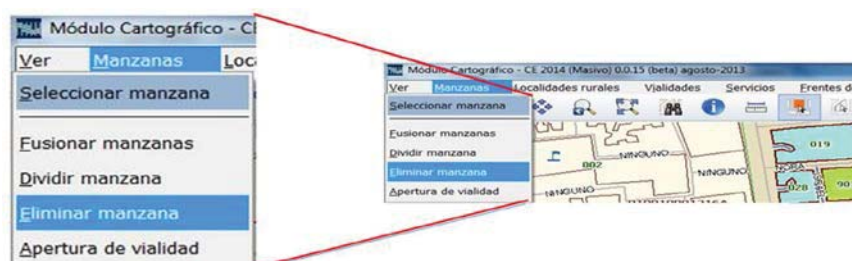 Módulo Cartográfico - CE
Ver Manzanas Loc
Seleccionar manzana
Fusionar manzanas
Dividir manzana
Eliminar manzana
Apertura de vialidad
Módulo Cartográfico - CE 2014 (Masivo) 0.0.15 (beta) agosto-2013
Ver Manzanas Localidades rurales Vialidades Servicios Frentes d
Seleccionar manzana
Fusionar manzanas
Dividir manzana
Eliminar manzana
Apertura de vialidad
002
NINGUNO
NINGUNO
NINGUNO
019
028
90